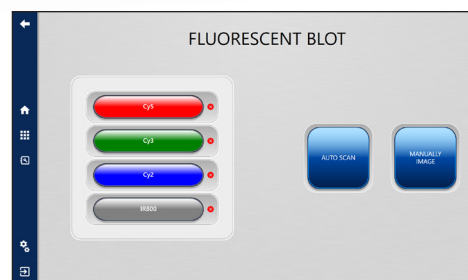 FLUORESCENT BLOT
Cy5
Cy3
Cy2
IR800
AUTO SCAN
MANUALLY
IMAGE